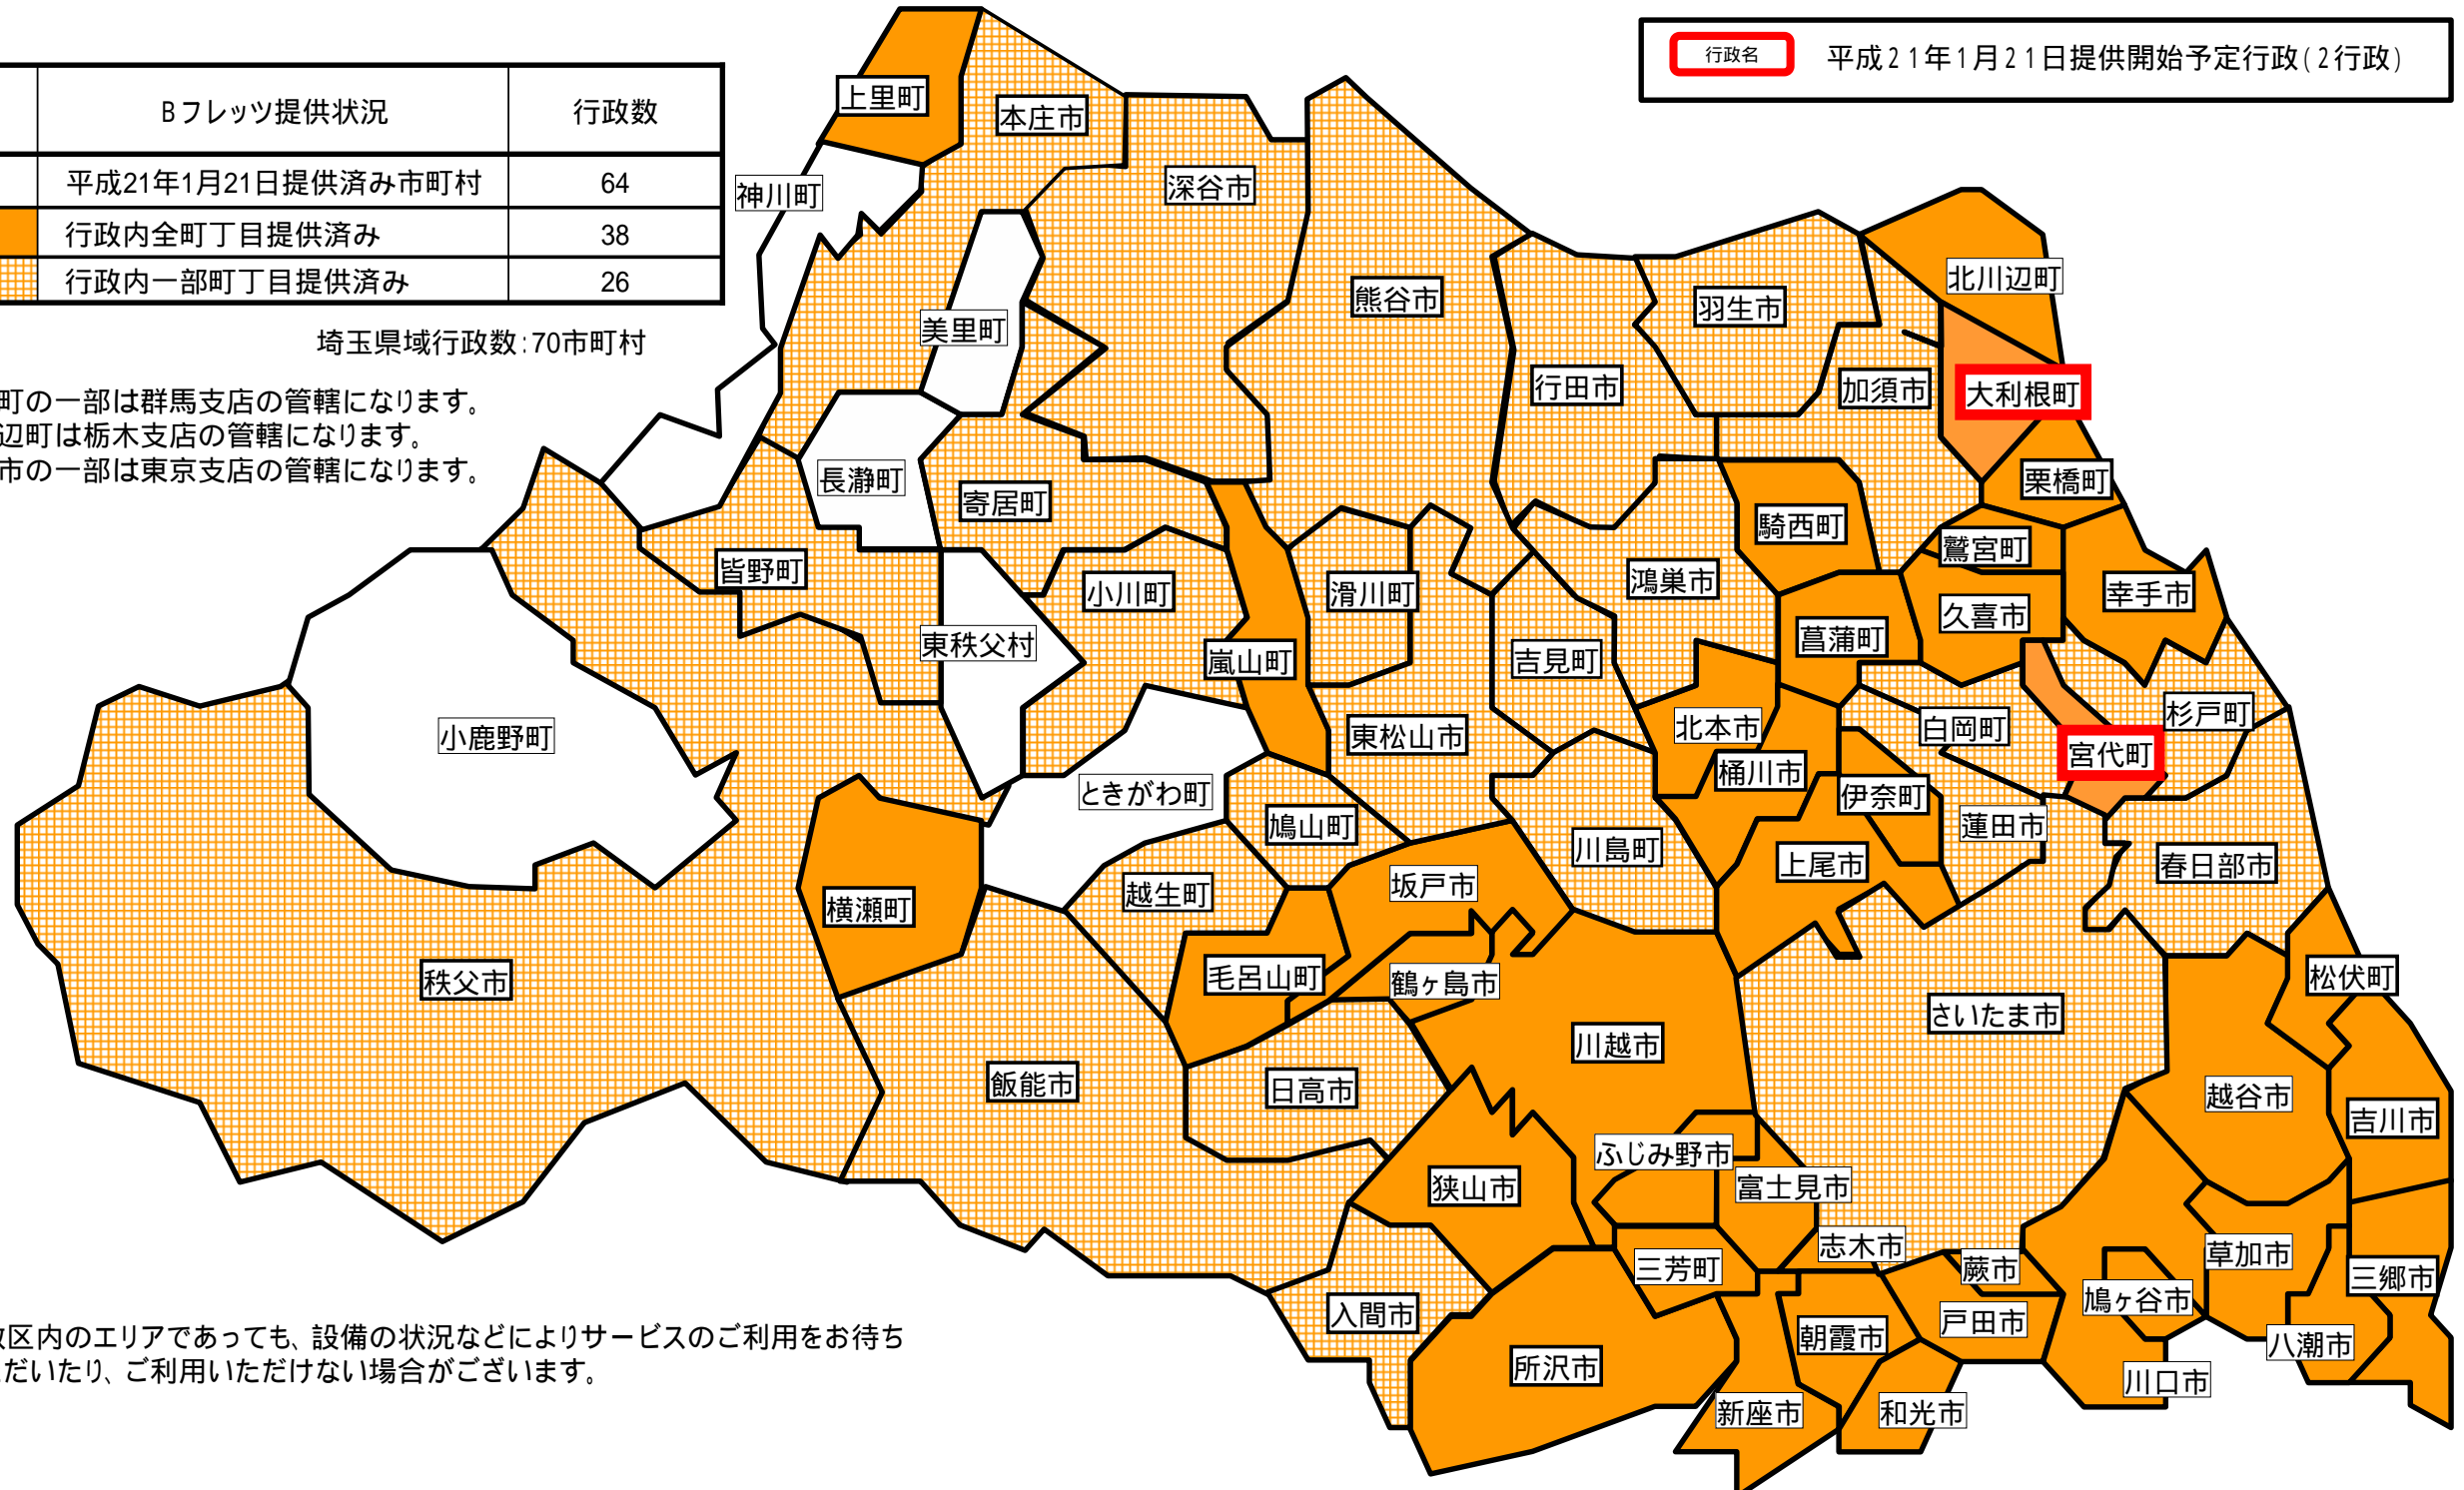 行政名 平成21年1月21日提供開始予定行政(2行政)
Bフレッツ提供状況 行政数
平成21年1月21日提供済み市町村 64
行政内全町丁目提供済み 38
行政内一部町丁目提供済み 26
埼玉県域行政数:70市町村
町の一部は群馬支店の管轄になります。
辺町は栃木支店の管轄になります。
市の一部は東京支店の管轄になります。
上里町
本庄市
神川町
深谷市
熊谷市
美里町
行田市
羽生市
北川辺町
加須市
大利根町
長瀞町
寄居町
栗橋町
騎西町
鷲宮町
皆野町
小川町
滑川町
鴻巣市
久喜市
幸手市
東秩父村
嵐山町
吉見町
菖蒲町
小鹿野町
東松山市
北本市
白岡町
杉戸町
宮代町
桶川市
ときがわ町
鳩山町
伊奈町
蓮田市
川島町
上尾市
春日部市
横瀬町
越生町
坂戸市
秩父市
毛呂山町
鶴ヶ島市
松伏町
さいたま市
川越市
飯能市
日高市
越谷市
吉川市
ふじみ野市
狭山市
富士見市
志木市
草加市
三芳町
蕨市
三郷市
鳩ヶ谷市
入間市
戸田市
朝霞市
八潮市
所沢市
川口市
新座市
和光市
区内のエリアであっても、設備の状況などによりサービスのご利用をお待ち
だいたり、ご利用いただけない場合がございます。